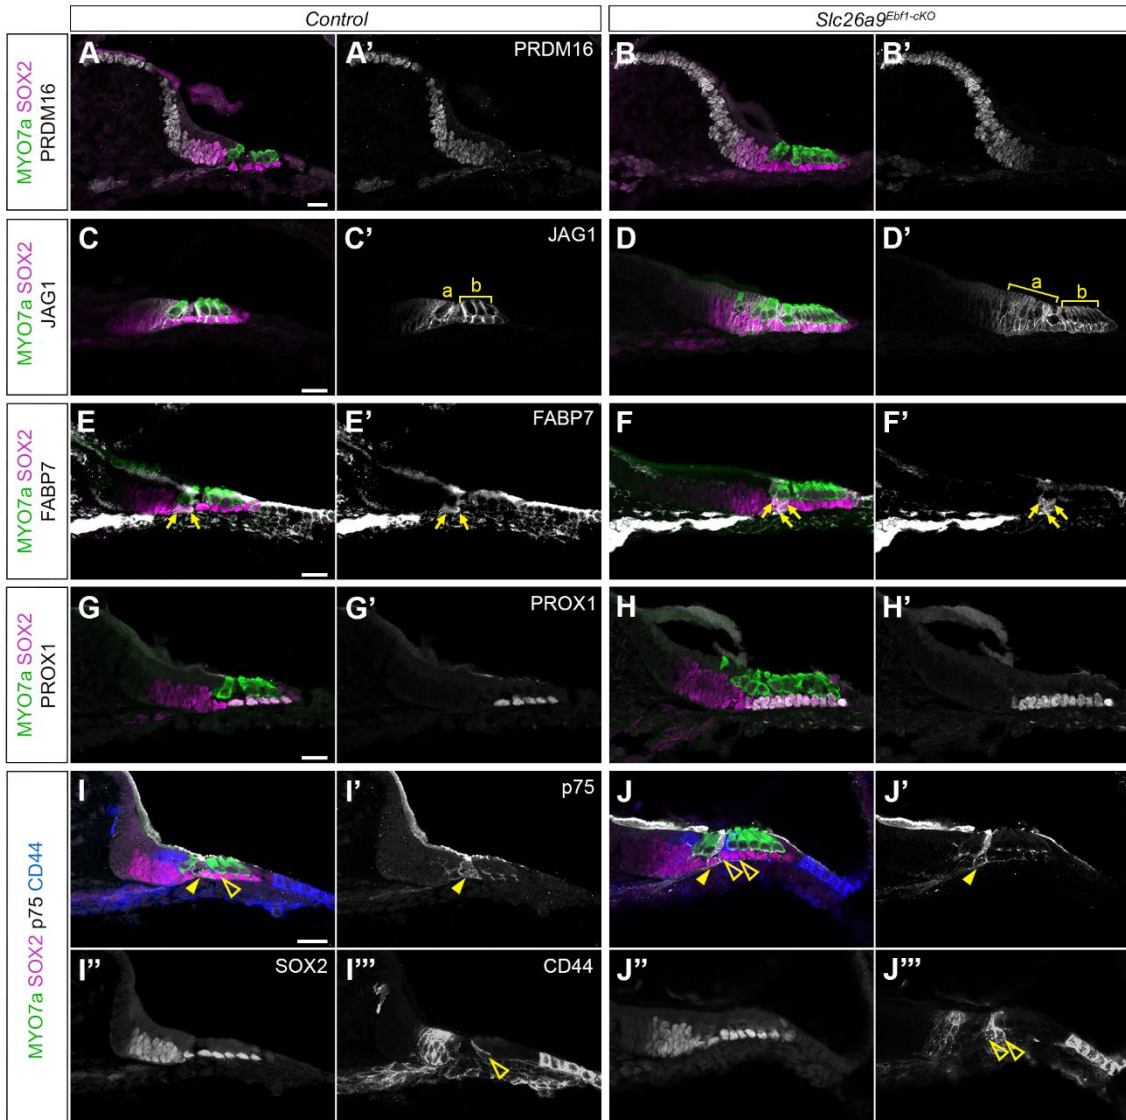 Control
Slc26a9Ebf1-cKO
MYO7a SOX2
PRDM16
A
A’
PRDM16
B
B’
MYO7a SOX2
JAG1
C
C’
JAG1
a
b
D
D’
a
b
MYO7a SOX2
FABP7
E
E’
FABP7
F
F’
MYO7a SOX2
PROX1
G
G’
PROX1
H
H’
MYO7a SOX2 p75 CD44
I
I’
p75
J
J’
I’’
SOX2
I’’’
CD44
J’’
J’’’